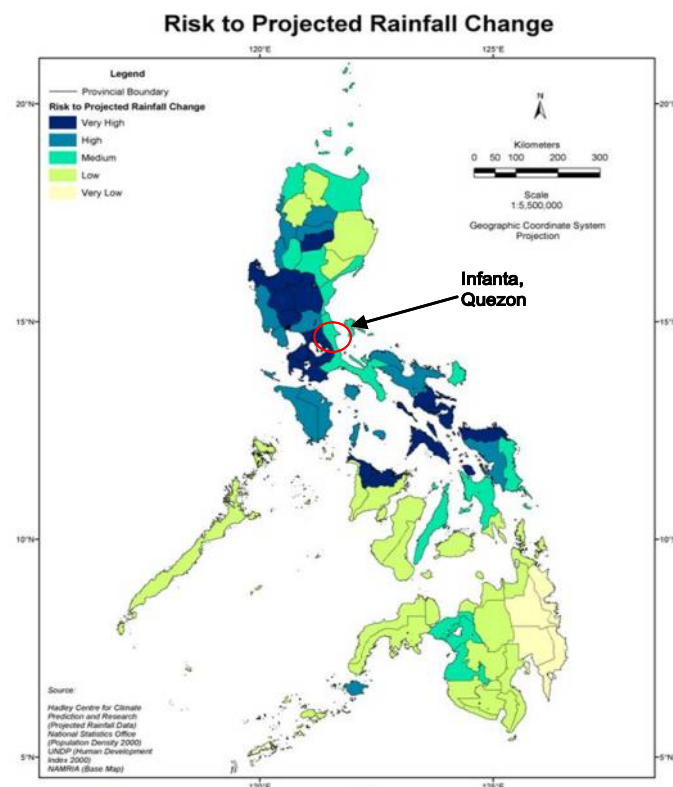 Risk to Projected Rainfall Change
120°E
125°E
Legend
Provincial Boundary
Risk to Projected Rainfall Change
Very High
High
Medium
Low
Very Low
20°N
20°N
N
Kilometers
0 50 100 200 300
Scale
1:5,500,000
Geographic Coordinate System
Projection
Infanta,
Quezon
15°N
15°N
10°N
10°N
5°N
5°N
Source:
Hadley Centre for Climate
Prediction and Research
(Projected Rainfall Data)
National Statistics Office
(Population Density 2000)
UNDP (Human Development
Index 2000)
NAMRIA (Base Map)